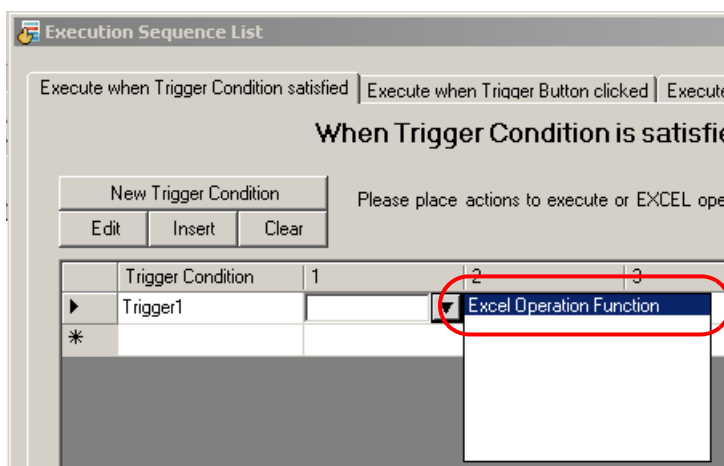 Execution Sequence List
Execute when Trigger Condition satisfied Execute when Trigger Button clicked Execute
When Trigger Condition is
New Trigger Condition
Please place actions to execute or EXCEL
Edit Insert Clear
Trigger Condition 1 2 3
Trigger1 Excel Operation Function